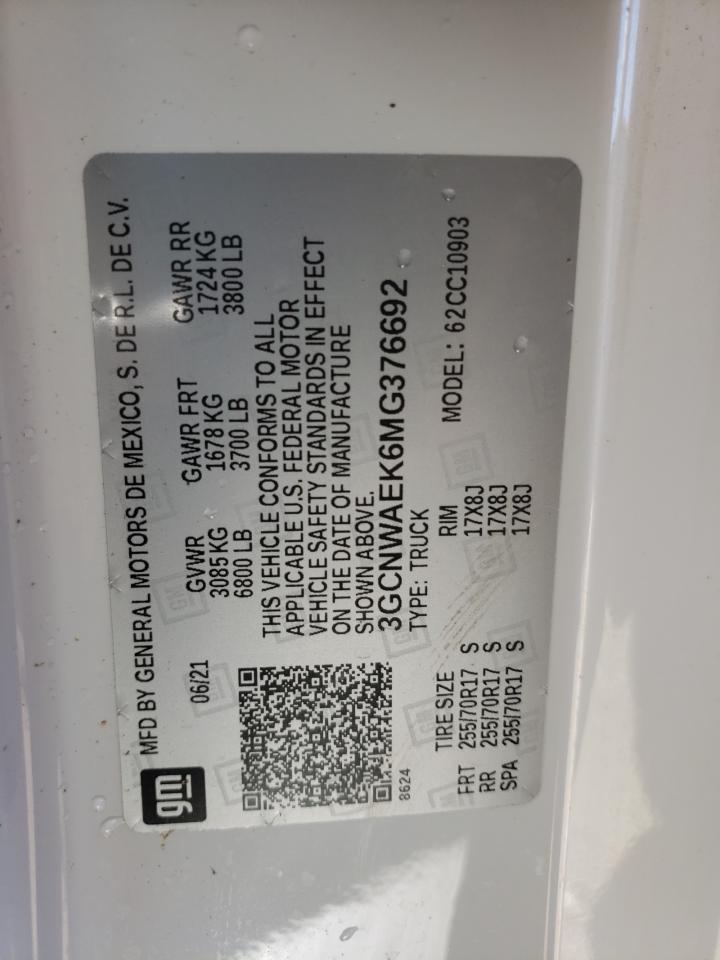 gm
MFD BY GENERAL MOTORS DE MEXICO, S. DE R.L. DE C.V.
06/21
GVWR GAWR FRT GAWR RR
3085 KG 1678 KG 1724 KG
6800 LB 3700 LB 3800 LB
THIS VEHICLE CONFORMS TO ALL
APPLICABLE U.S. FEDERAL MOTOR
VEHICLE SAFETY STANDARDS IN EFFECT
ON THE DATE OF MANUFACTURE
SHOWN ABOVE.
3GCNWAEK6MG376692
8624
TYPE: TRUCK
MODEL: 62CC10903
TIRE SIZE RIM
FRT 255/70R17 S 17X8J
RR 255/70R17 S 17X8J
SPA 255/70R17 S 17X8J